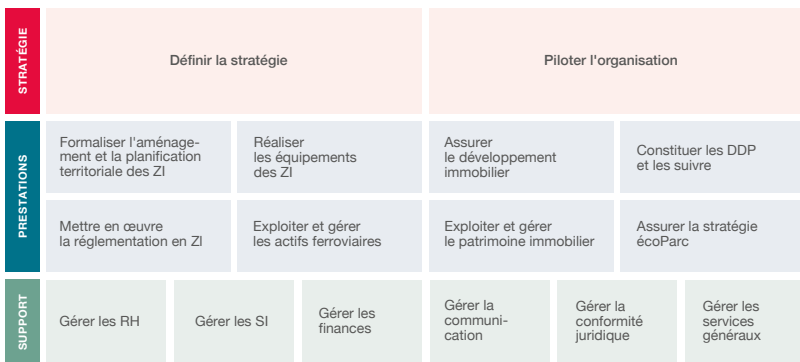 STRATÉGIE
Définir la stratégie
Piloter l'organisation
PRESTATIONS
Formaliser l'aménage-
ment et la planification
territoriale des ZI
Réaliser
les équipements
des ZI
Assurer
le développement
immobilier
Constituer les DDP
et les suivre
Mettre en œuvre
la réglementation en ZI
Exploiter et gérer
les actifs ferroviaires
Exploiter et gérer
le patrimoine immobilier
Assurer la stratégie
écoParc
SUPPORT
Gérer les RH
Gérer les SI
Gérer les
finances
Gérer la
communi-
cation
Gérer la
conformité
juridique
Gérer les
services
généraux